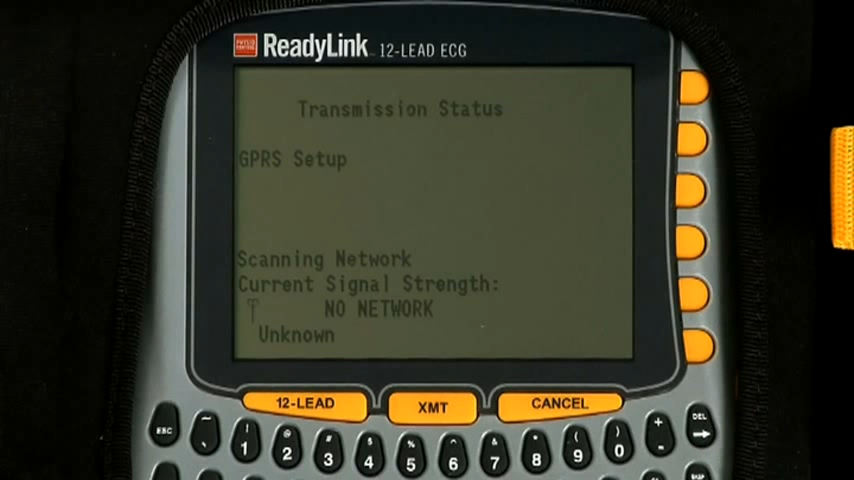 ReadyLink 12-LEAD ECG
Transmission Status
GPRS Setup
Scanning Network
Current Signal Strength:
NO NETWORK
Unknown
12-LEAD XMT CANCEL
ESC ~ ` ! 1 @ 2 # 3 $ 4 % 5 ^ 6 & 7 * 8 ( 9 ) 0 + - DEL